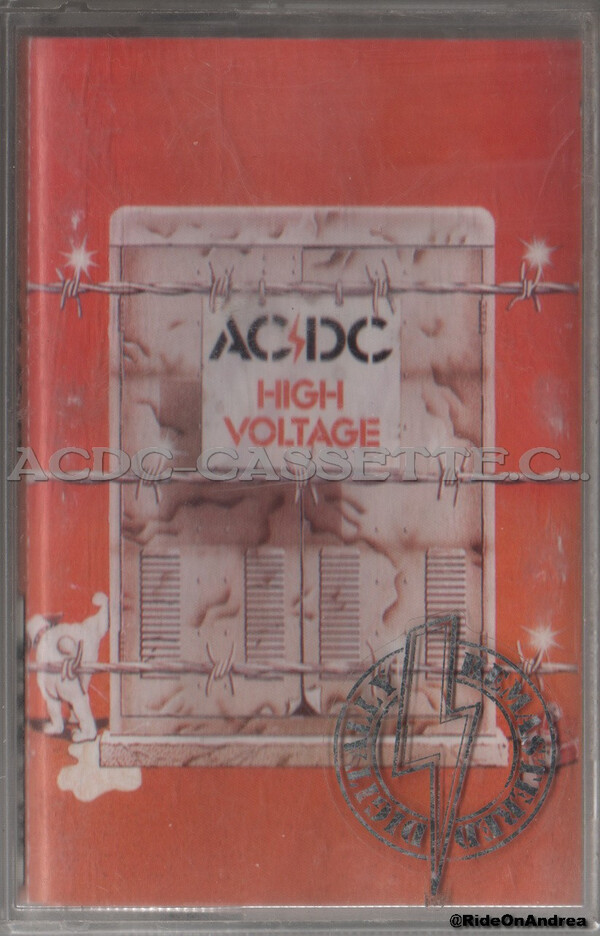 AC⚡DC
HIGH
VOLTAGE
ACDC-CASSETTE.C...
DIGITALLY REMASTERED
@RideOnAndrea